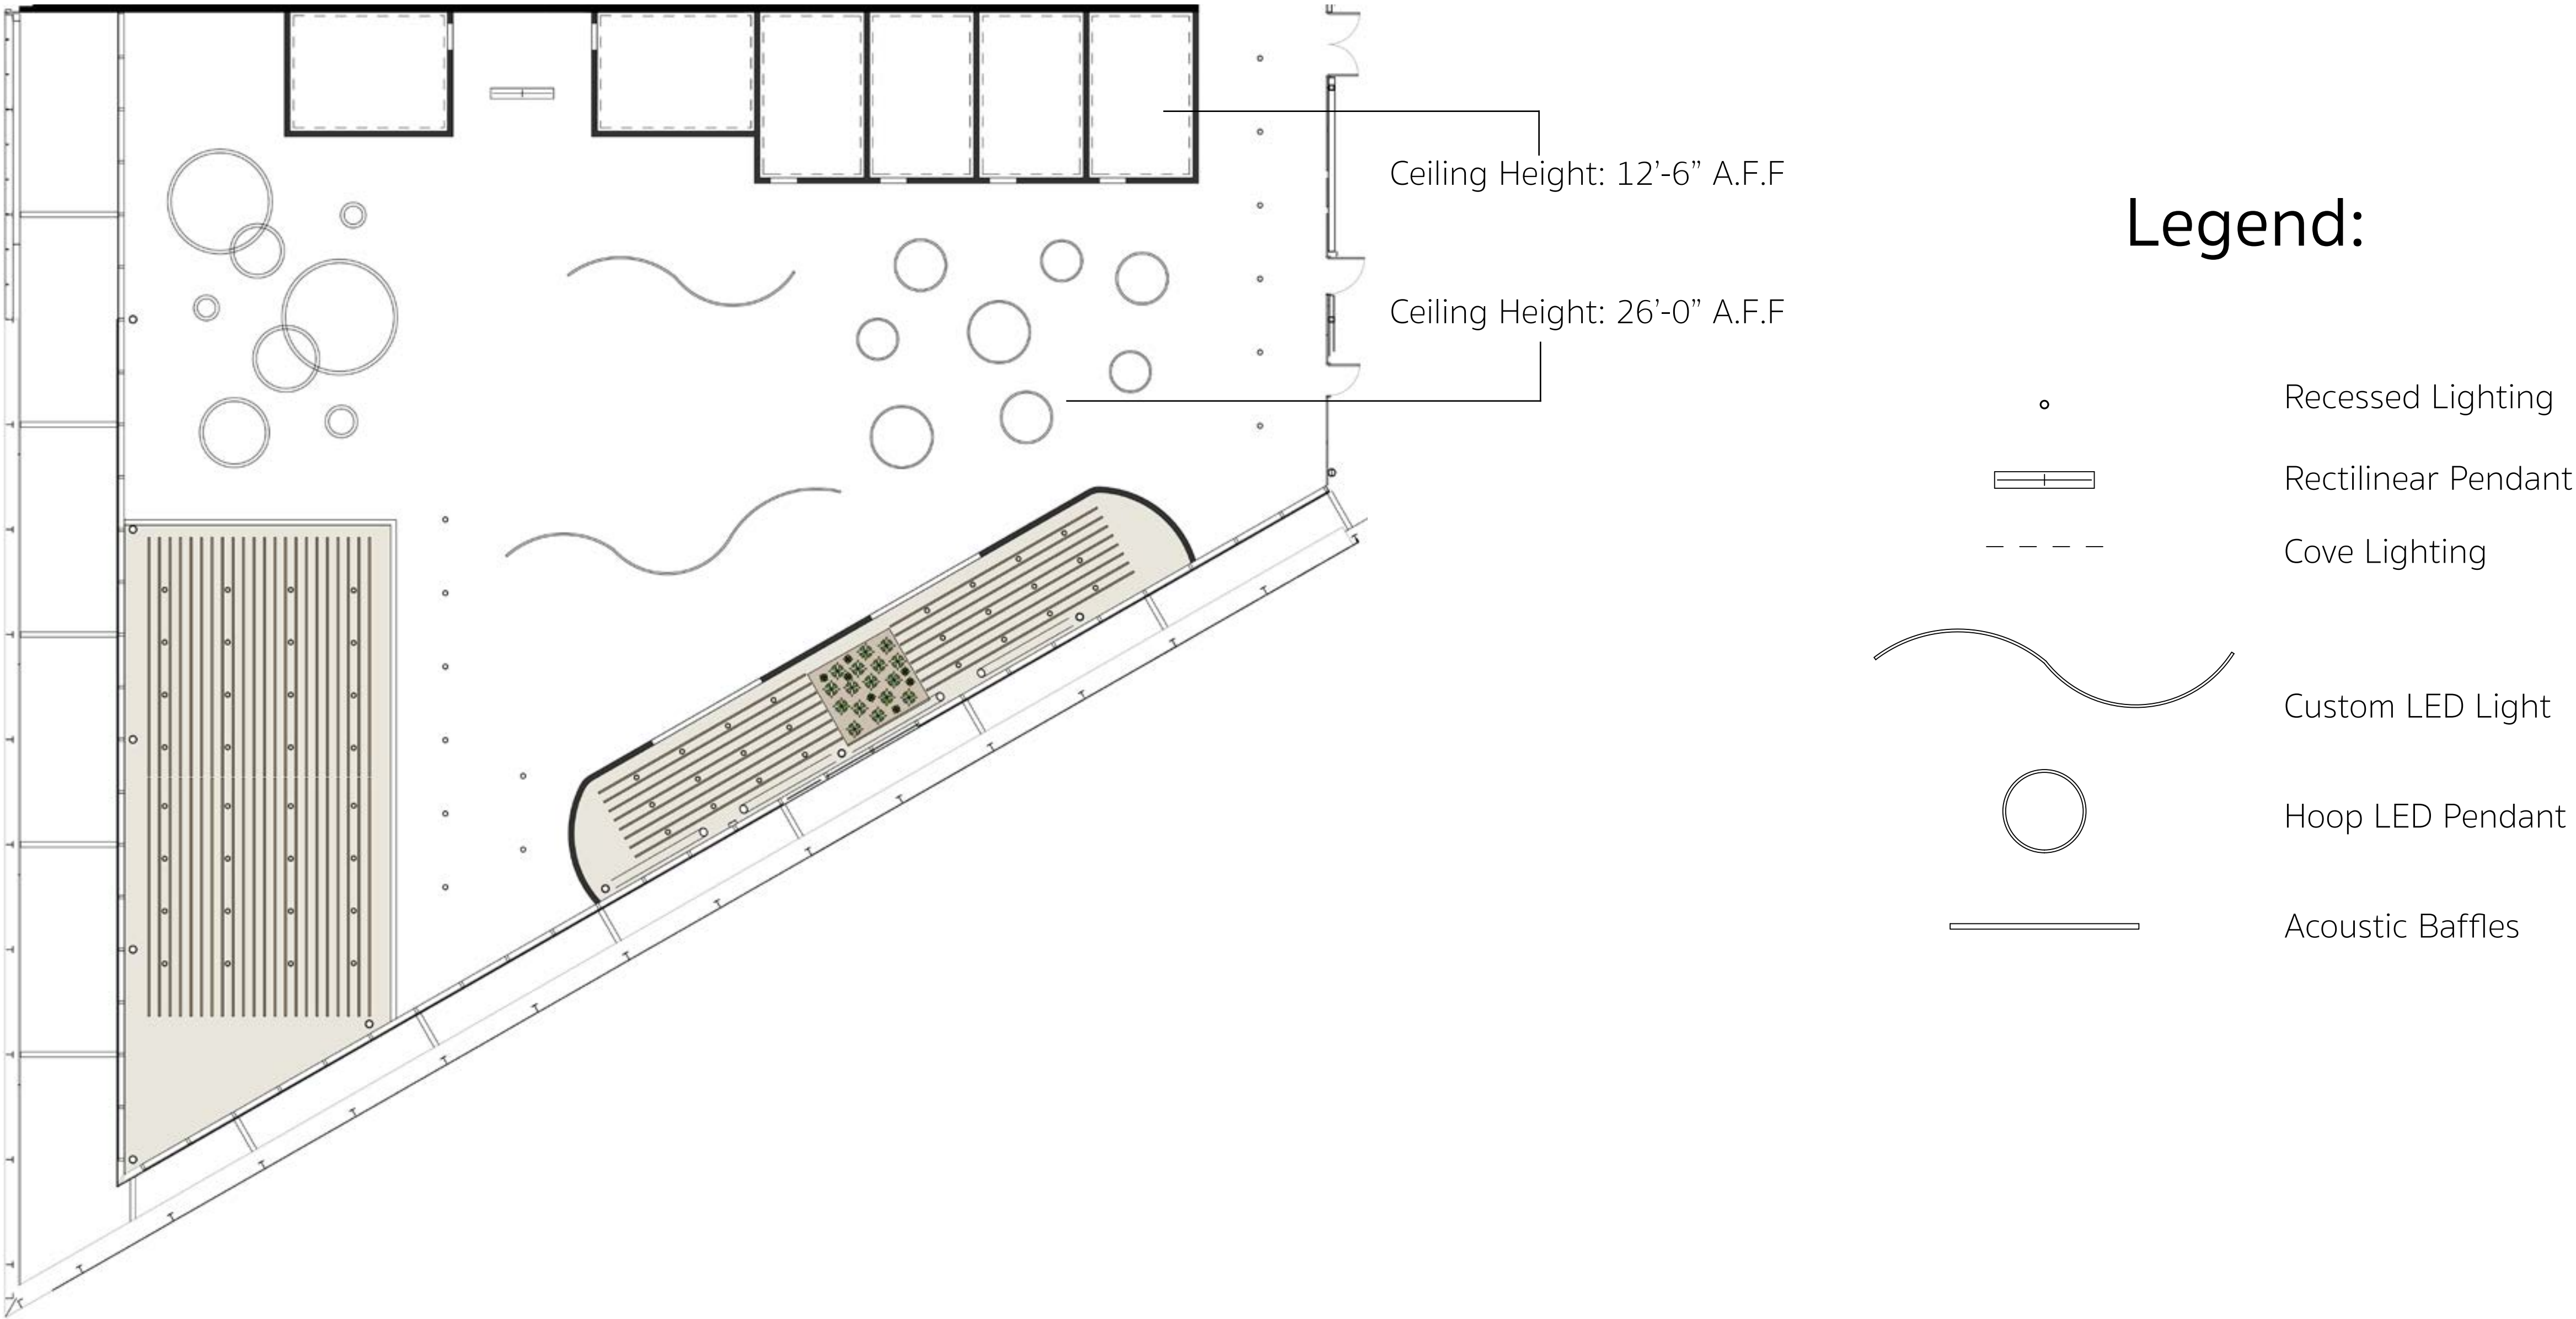 Ceiling Height: 12’-6” A.F.F
Ceiling Height: 26’-0” A.F.F
Legend:
Recessed Lighting
Rectilinear Pendant
Cove Lighting
Custom LED Light
Hoop LED Pendant
Acoustic Baffles